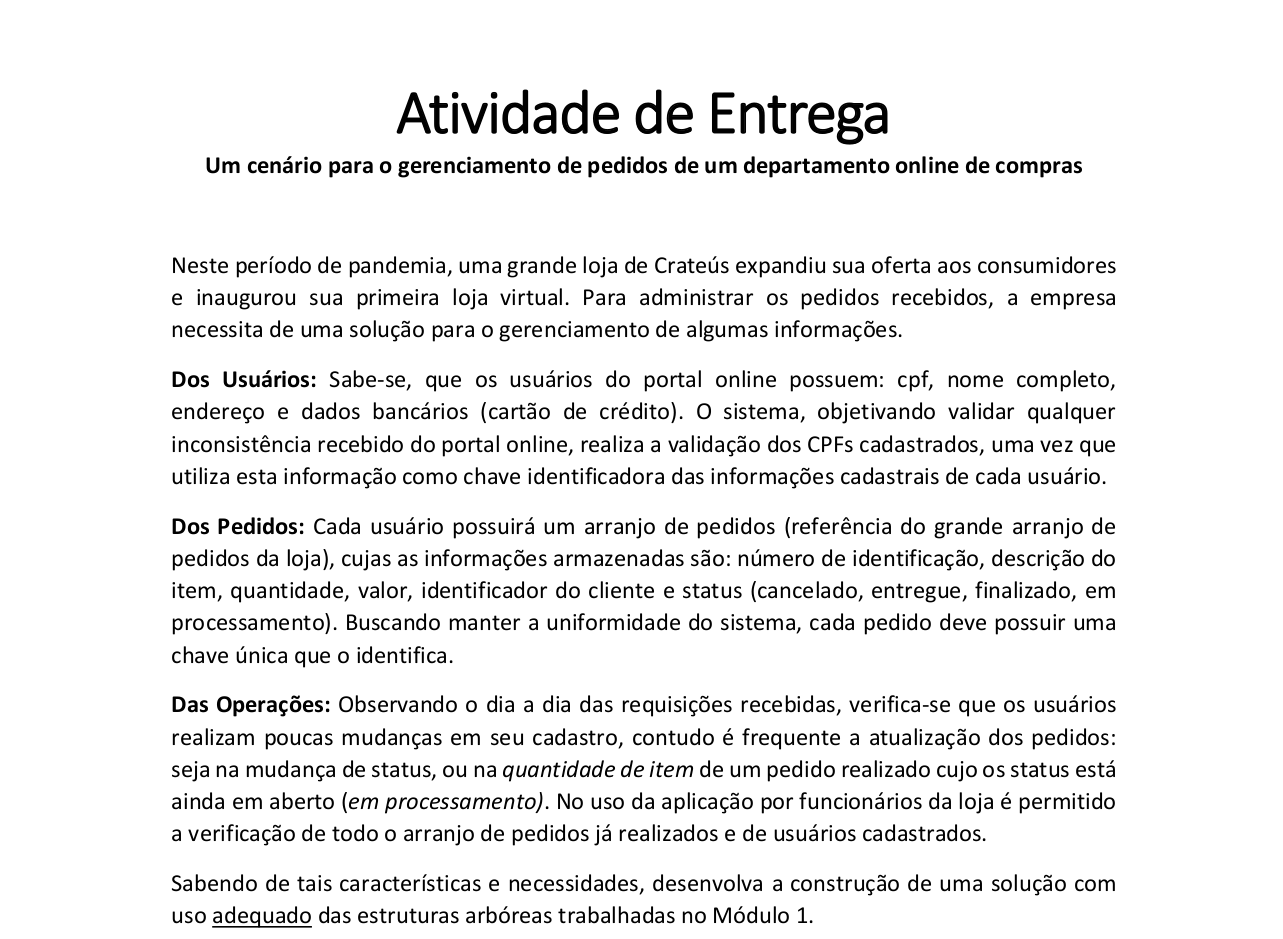 Atividade de Entrega
Um cenário para o gerenciamento de pedidos de um departamento online de compras
Neste período de pandemia, uma grande loja de Crateús expandiu sua oferta aos consumidores
e inaugurou sua primeira loja virtual. Para administrar os pedidos recebidos, a empresa
necessita de uma solução para o gerenciamento de algumas informações.
Dos Usuários: Sabe-se, que os usuários do portal online possuem: cpf, nome completo,
endereço e dados bancários (cartão de crédito). O sistema, objetivando validar qualquer
inconsistência recebido do portal online, realiza a validação dos CPFs cadastrados, uma vez que
utiliza esta informação como chave identificadora das informações cadastrais de cada usuário.
Dos Pedidos: Cada usuário possuirá um arranjo de pedidos (referência do grande arranjo de
pedidos da loja), cujas as informações armazenadas são: número de identificação, descrição do
item, quantidade, valor, identificador do cliente e status (cancelado, entregue, finalizado, em
processamento). Buscando manter a uniformidade do sistema, cada pedido deve possuir uma
chave única que o identifica.
Das Operações: Observando o dia a dia das requisições recebidas, verifica-se que os usuários
realizam poucas mudanças em seu cadastro, contudo é frequente a atualização dos pedidos:
seja na mudança de status, ou na quantidade de item de um pedido realizado cujo os status está
ainda em aberto (em processamento). No uso da aplicação por funcionários da loja é permitido
a verificação de todo o arranjo de pedidos já realizados e de usuários cadastrados.
Sabendo de tais características e necessidades, desenvolva a construção de uma solução com
uso adequado das estruturas arbóreas trabalhadas no Módulo 1.